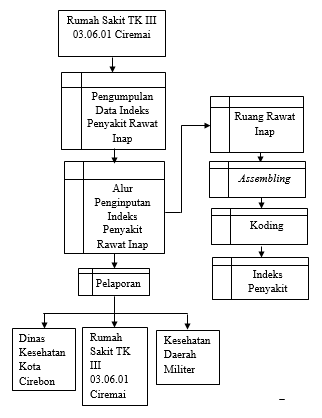 Rumah Sakit TK III
03.06.01 Ciremai
Pengumpulan
Data Indeks
Penyakit Rawat
Inap
Alur
Penginputan
Indeks
Penyakit
Rawat Inap
Pelaporan
Ruang Rawat
Inap
Assembling
Koding
Indeks
Penyakit
Dinas
Kesehatan
Kota
Cirebon
Rumah
Sakit TK
III
03.06.01
Ciremai
Kesehatan
Daerah
Militer